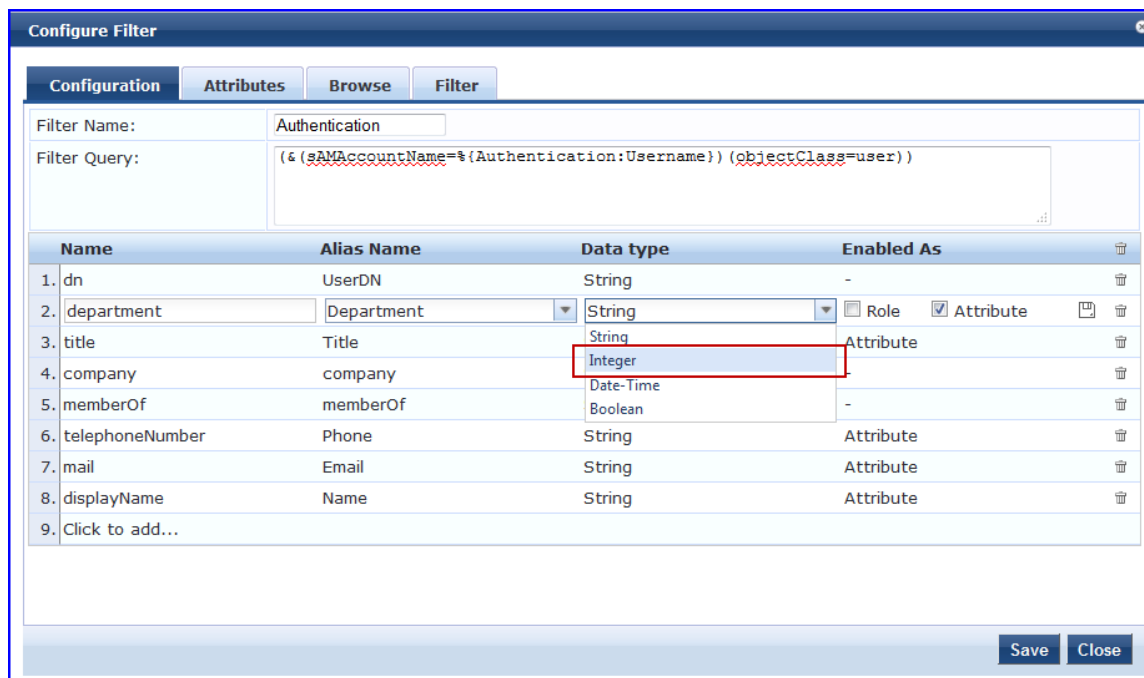 Configure Filter
Configuration Attributes Browse Filter
Filter Name: Authentication
Filter Query: (&(sAMAccountName=%{Authentication:Username})(objectClass=user))
Name Alias Name Data type Enabled As
1. dn UserDN String -
2. department Department String Role Attribute
String
3. title Title Attribute
Integer
4. company company -
Date-Time
5. memberOf memberOf -
Boolean
6. telephoneNumber Phone String Attribute
7. mail Email String Attribute
8. displayName Name String Attribute
9. Click to add...
Save Close